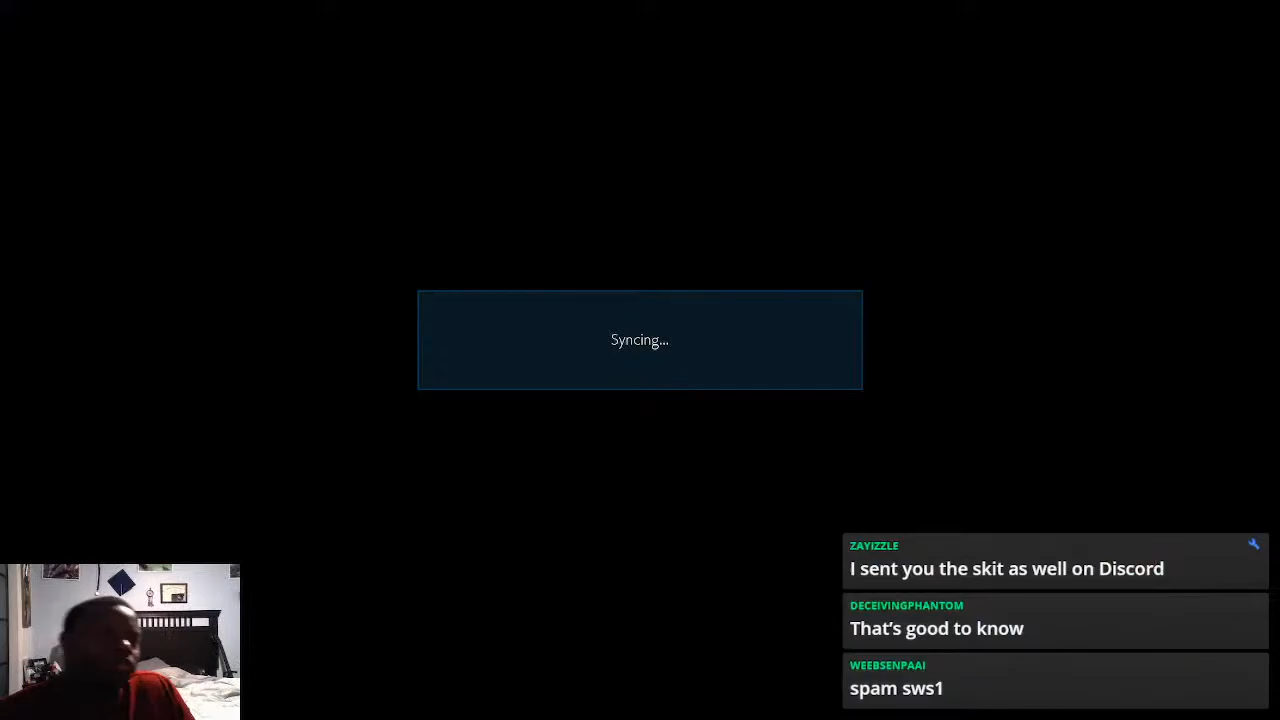 Syncing...
ZAYIZZLE
I sent you the skit as well on Discord
DECEIVINGPHANTOM
That's good to know
WEEBSENPAAI
spam sws1